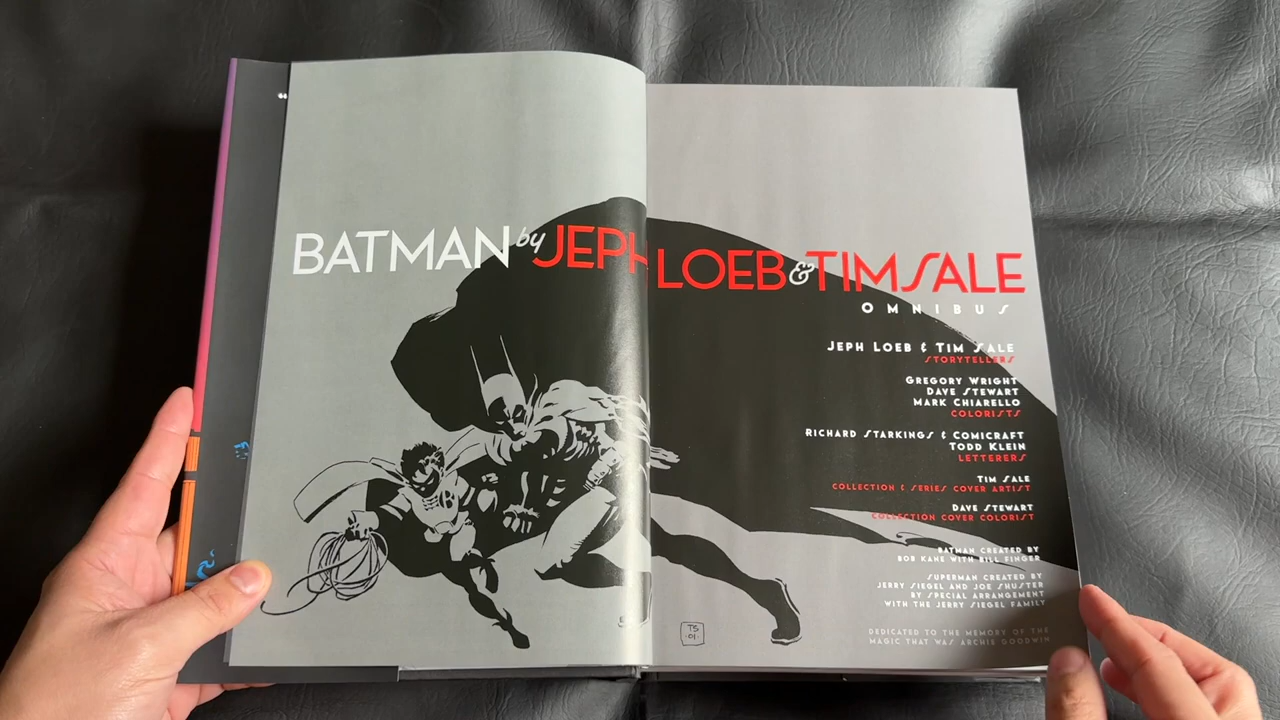 BATMAN by JEPH LOEB & TIM SALE
OMNIBUS
JEPH LOEB & TIM SALE
STORYTELLERS
GREGORY WRIGHT
DAVE STEWART
MARK CHIARELLO
COLORISTS
RICHARD STARKINGS & COMICRAFT
TODD KLEIN
LETTERERS
TIM SALE
COLLECTION & SERIES COVER ARTIST
DAVE STEWART
COLLECTION COVER COLORIST
BATMAN CREATED BY
BOB KANE WITH BILL FINGER
SUPERMAN CREATED BY
JERRY SIEGEL AND JOE SHUSTER
BY SPECIAL ARRANGEMENT
WITH THE JERRY SIEGEL FAMILY
DEDICATED TO THE MEMORY OF THE
MAGIC THAT WAS ARCHIE GOODWIN
R
TS
·01·